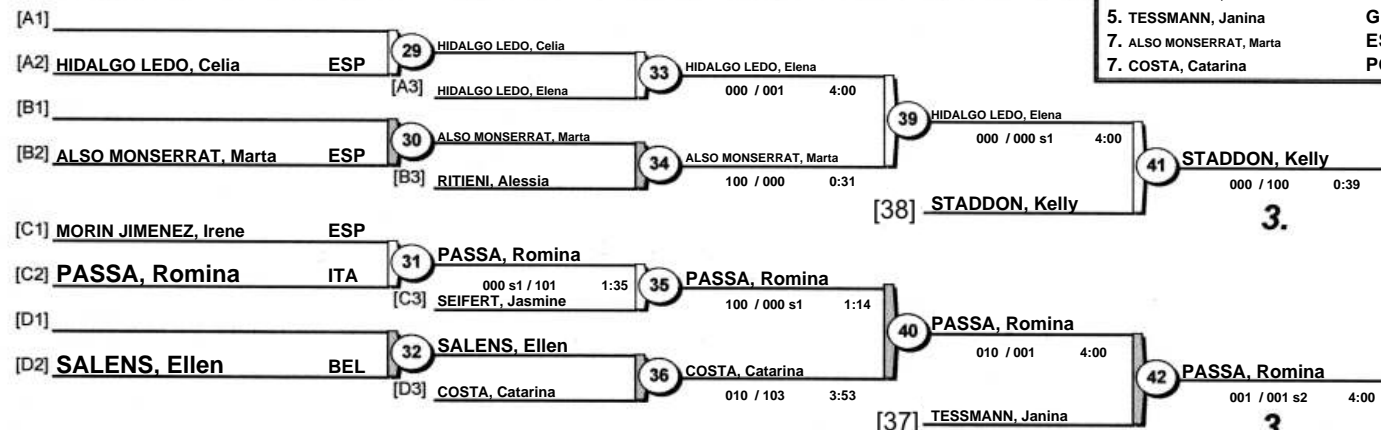 5. TESSMANN, Janina G
7. ALSO MONSERRAT, Marta ES
7. COSTA, Catarina PO
[A1]
[A2] HIDALGO LEDO, Celia ESP
29 HIDALGO LEDO, Celia
[A3] HIDALGO LEDO, Elena
33 HIDALGO LEDO, Elena
000 / 001 4:00
[B1]
[B2] ALSO MONSERRAT, Marta ESP
30 ALSO MONSERRAT, Marta
[B3] RITIENI, Alessia
34 ALSO MONSERRAT, Marta
100 / 000 0:31
39 HIDALGO LEDO, Elena
000 / 000 s1 4:00
[38] STADDON, Kelly
41 STADDON, Kelly
000 / 100 0:39
3.
[C1] MORIN JIMENEZ, Irene ESP
[C2] PASSA, Romina ITA
31 PASSA, Romina
000 s1 / 101 1:35
[C3] SEIFERT, Jasmine
35 PASSA, Romina
100 / 000 s1 1:14
[D1]
[D2] SALENS, Ellen BEL
32 SALENS, Ellen
[D3] COSTA, Catarina
36 COSTA, Catarina
010 / 103 3:53
40 PASSA, Romina
010 / 001 4:00
[37] TESSMANN, Janina
42 PASSA, Romina
001 / 001 s2 4:00
3